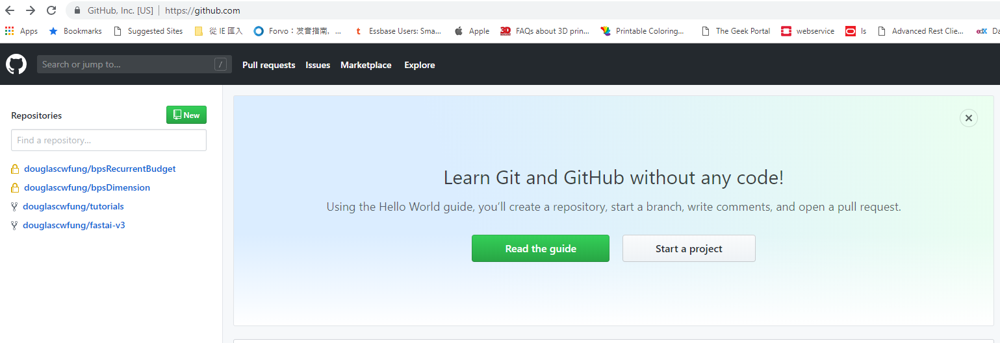 GitHub, Inc. [US] | https://github.com
Apps Bookmarks Suggested Sites 從 IE 匯入 Forvo：发音指南, ... Essbase Users: Sma... Apple FAQs about 3D prin... Printable Coloring... The Geek Portal webservice ls Advanced Rest Clie... edX Da
Search or jump to... / Pull requests Issues Marketplace Explore
Repositories New
Find a repository...
douglascwfung/bpsRecurrentBudget
douglascwfung/bpsDimension
douglascwfung/tutorials
douglascwfung/fastai-v3
Learn Git and GitHub without any code!
Using the Hello World guide, you’ll create a repository, start a branch, write comments, and open a pull request.
Read the guide Start a project